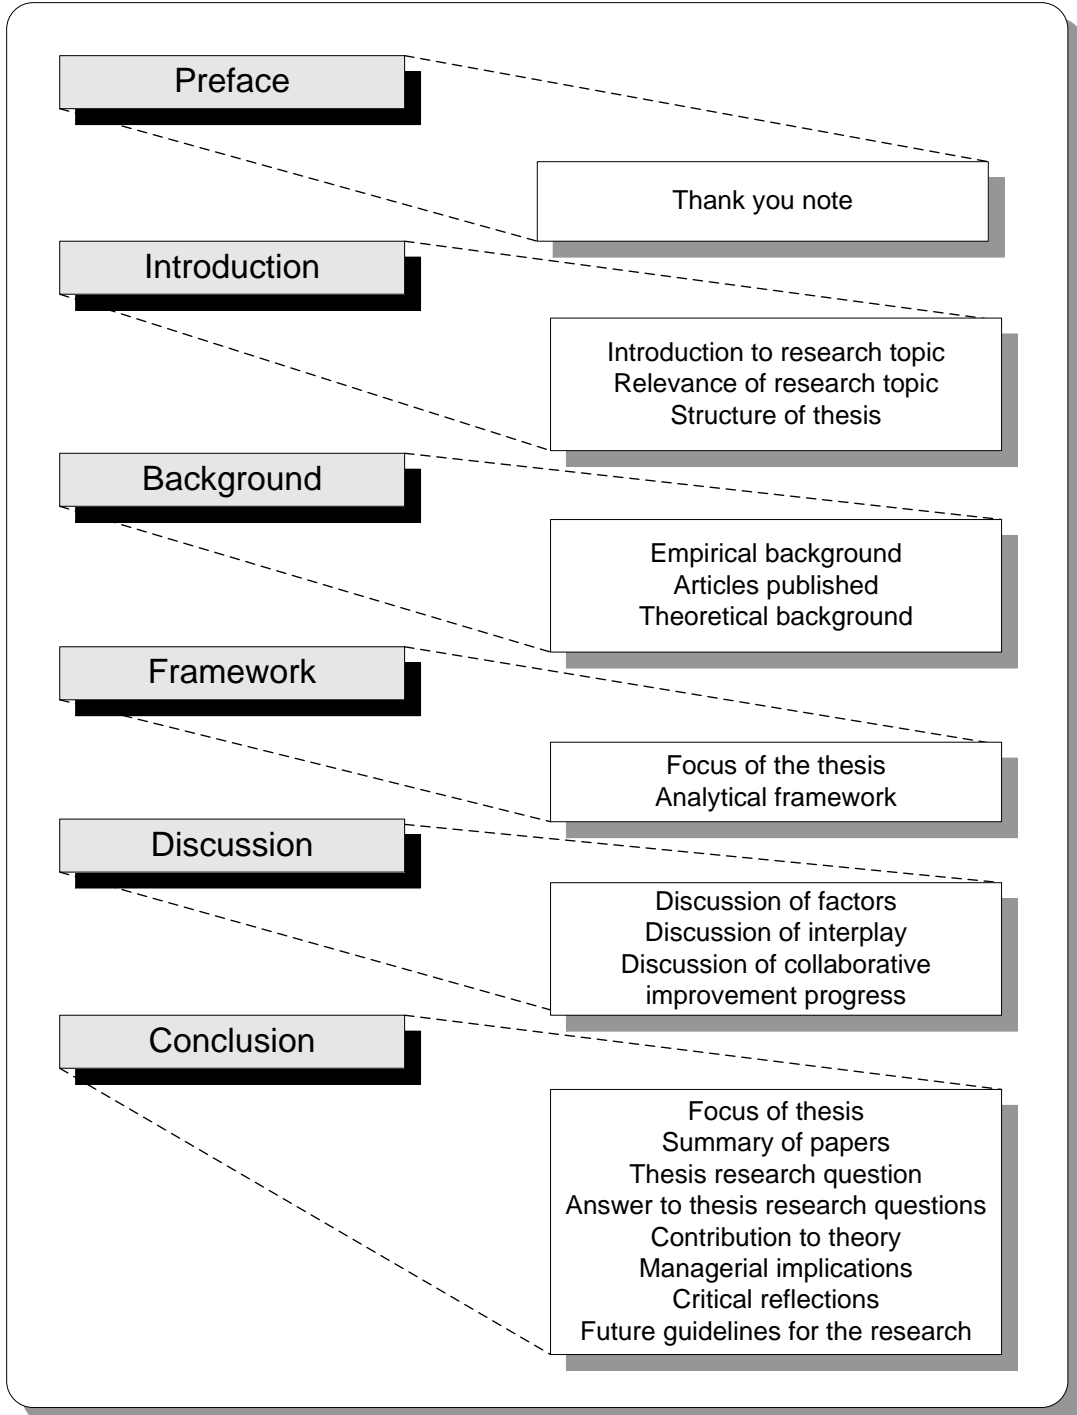 Preface
Thank you note
Introduction
Introduction to research topic
Relevance of research topic
Structure of thesis
Background
Empirical background
Articles published
Theoretical background
Framework
Focus of the thesis
Analytical framework
Discussion
Discussion of factors
Discussion of interplay
Discussion of collaborative
improvement progress
Conclusion
Focus of thesis
Summary of papers
Thesis research question
Answer to thesis research questions
Contribution to theory
Managerial implications
Critical reflections
Future guidelines for the research